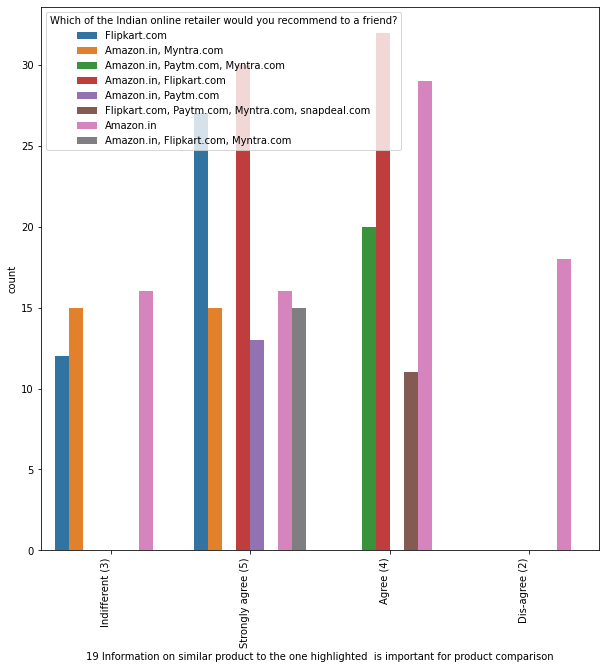 Which of the Indian online retailer would you recommend to a friend?
Flipkart.com
Amazon.in, Myntra.com
Amazon.in, Paytm.com, Myntra.com
Amazon.in, Flipkart.com
Amazon.in, Paytm.com
Flipkart.com, Paytm.com, Myntra.com, snapdeal.com
Amazon.in
Amazon.in, Flipkart.com, Myntra.com
30
25
20
15
10
5
0
count
Indifferent (3)
Strongly agree (5)
Agree (4)
Dis-agree (2)
19 Information on similar product to the one highlighted  is important for product comparison